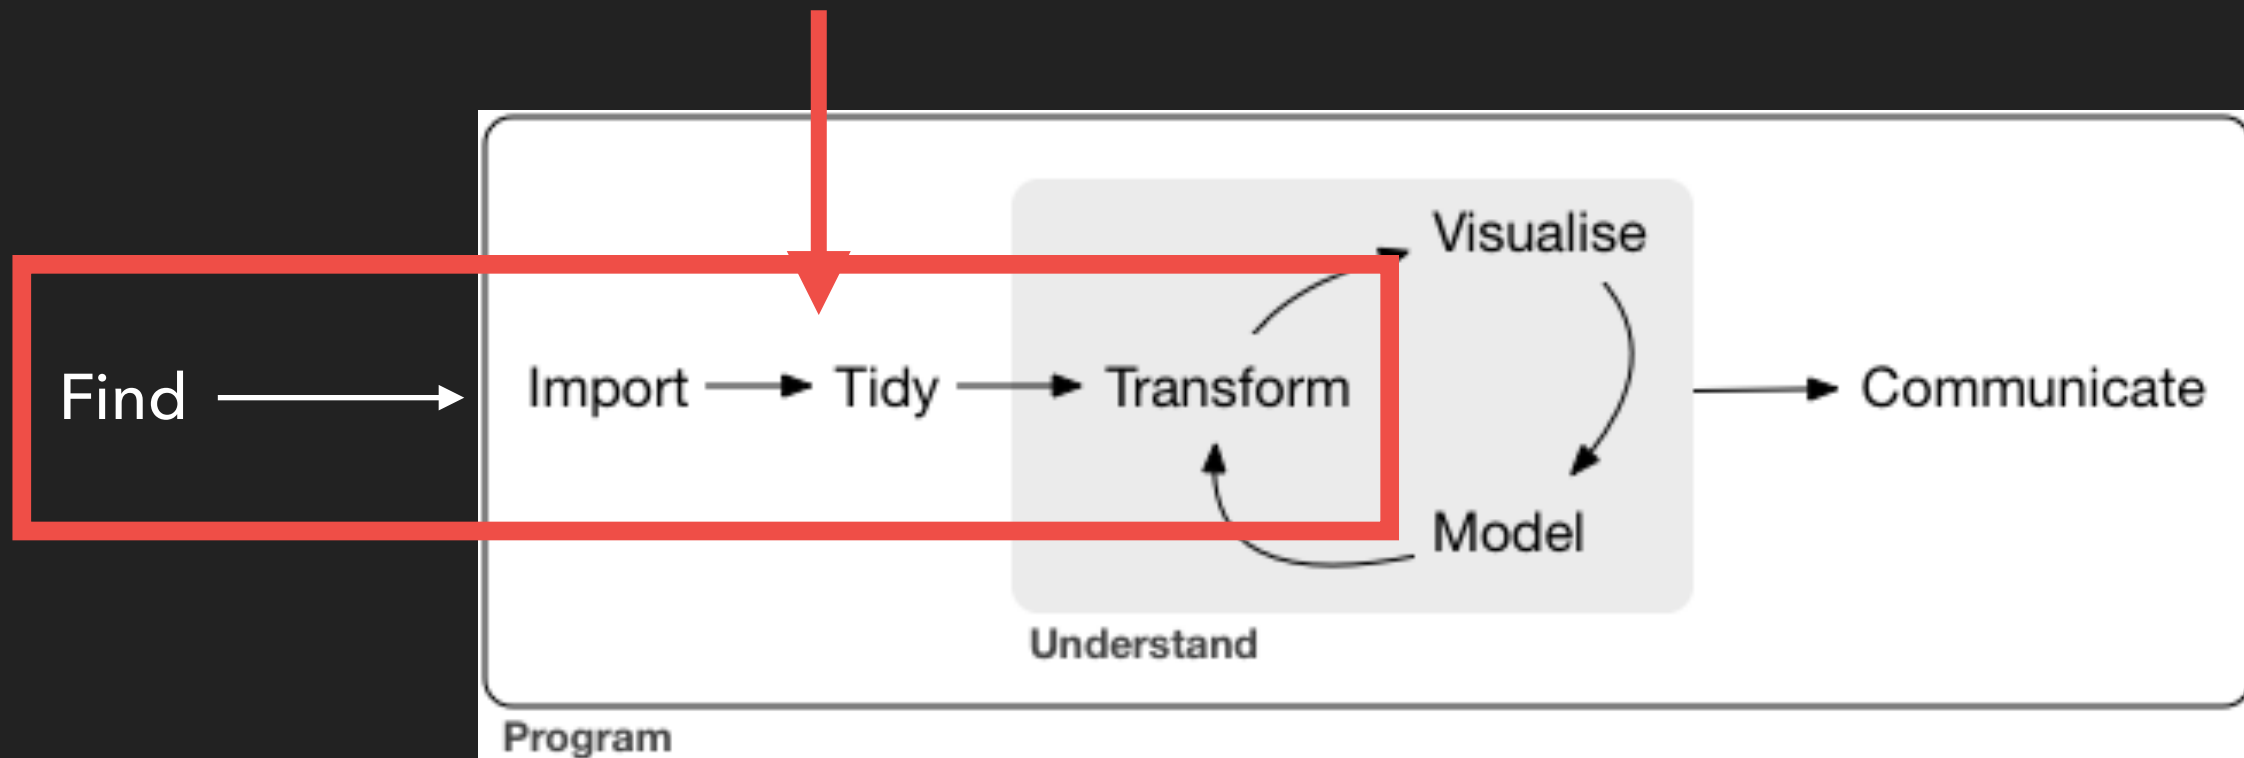 Visualise
Find
Import
Tidy
Transform
Communicate
Model
Understand
Program